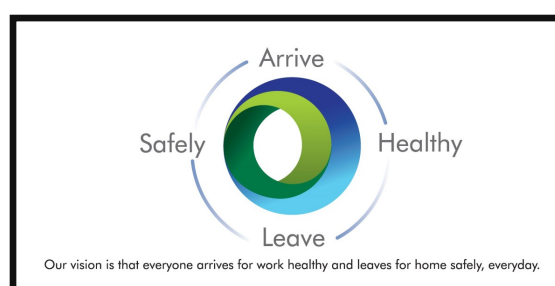 Arrive
Safely Healthy
Leave
Our vision is that everyone arrives for work healthy and leaves for home safely, everyday.